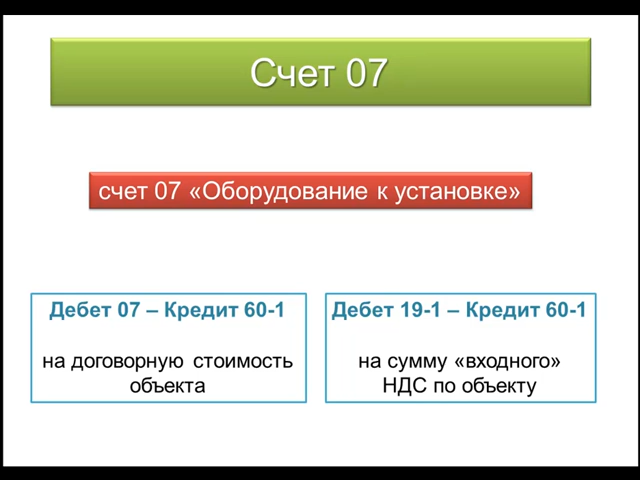 Счет 07
счет 07 «Оборудование к установке»
Дебет 07 – Кредит 60-1
на договорную стоимость
объекта
Дебет 19-1 – Кредит 60-1
на сумму «входного»
НДС по объекту